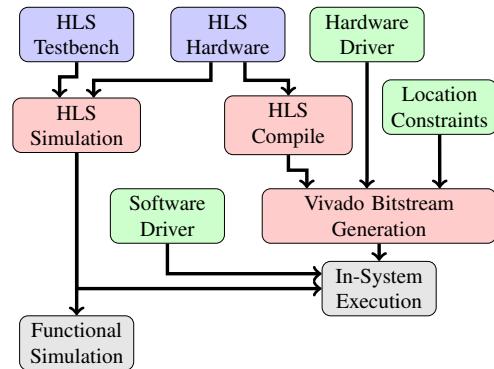 HLS
Testbench
HLS
Hardware
Hardware
Driver
Location
Constraints
HLS
Simulation
HLS
Compile
Software
Driver
Vivado Bitstream
Generation
In-System
Execution
Functional
Simulation